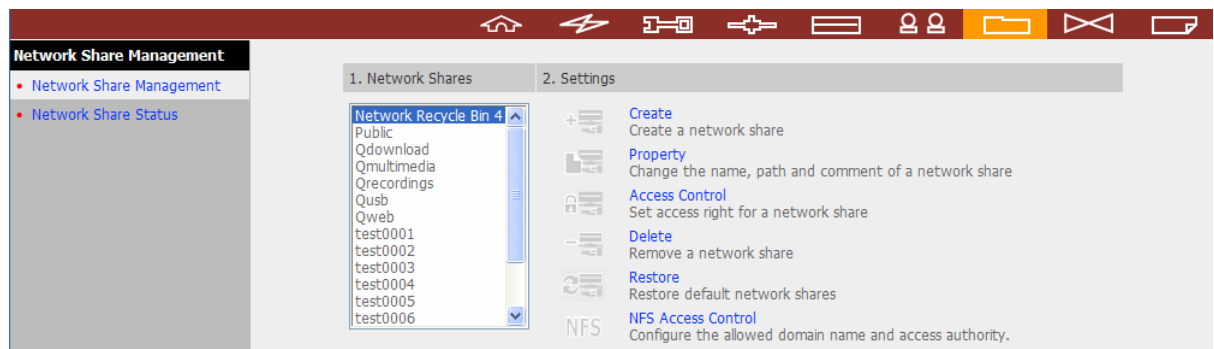 Network Share Management
• Network Share Management
• Network Share Status
1. Network Shares
2. Settings
Network Recycle Bin 4
Public
Qdownload
Qmultimedia
Qrecordings
Qusb
Qweb
test0001
test0002
test0003
test0004
test0005
test0006
Create
Create a network share
Property
Change the name, path and comment of a network share
Access Control
Set access right for a network share
Delete
Remove a network share
Restore
Restore default network shares
NFS
NFS Access Control
Configure the allowed domain name and access authority.